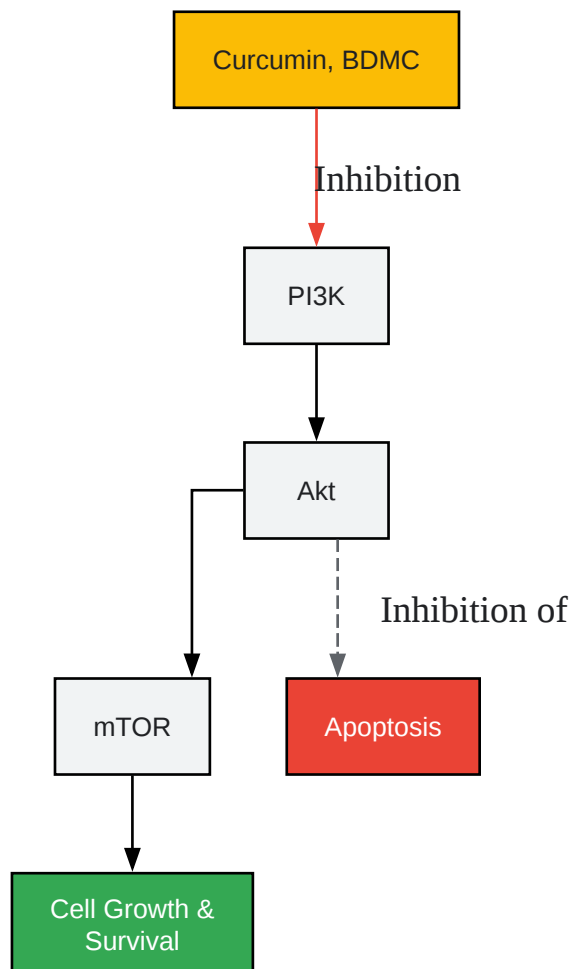 Curcumin, BDMC
Inhibition
PI3K
Akt
Inhibition of
mTOR
Apoptosis
Cell Growth &
Survival